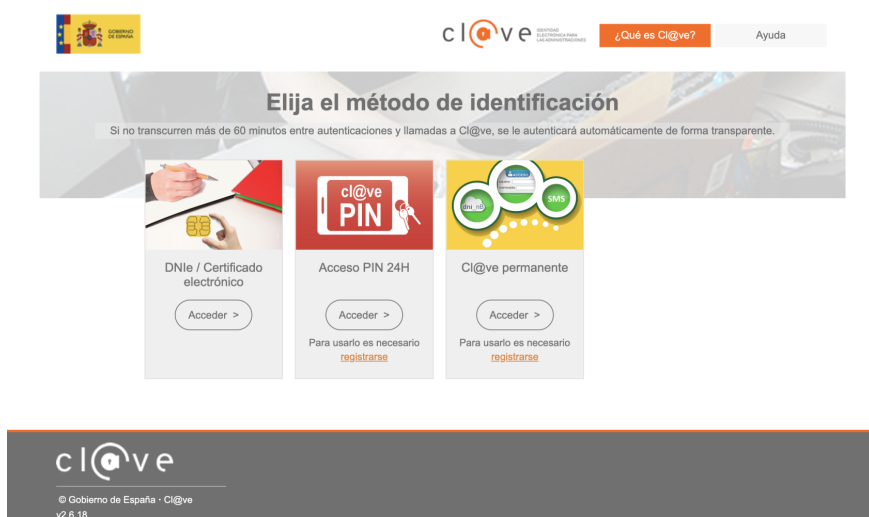 GOBIERNO
DE ESPAÑA
cl@ve
IDENTIDAD
ELECTRÓNICA PARA
LAS ADMINISTRACIONES
¿Qué es Cl@ve?
Ayuda
Elija el método de identificación
Si no transcurren más de 60 minutos entre autenticaciones y llamadas a Cl@ve, se le autenticará automáticamente de forma transparente.
cl@ve
PIN
dni_nB
SMS
DNIe / Certificado
electrónico
Acceder >
Acceso PIN 24H
Acceder >
Para usarlo es necesario
registrarse
Cl@ve permanente
Acceder >
Para usarlo es necesario
registrarse
cl@ve
© Gobierno de España · Cl@ve
v2.6.18